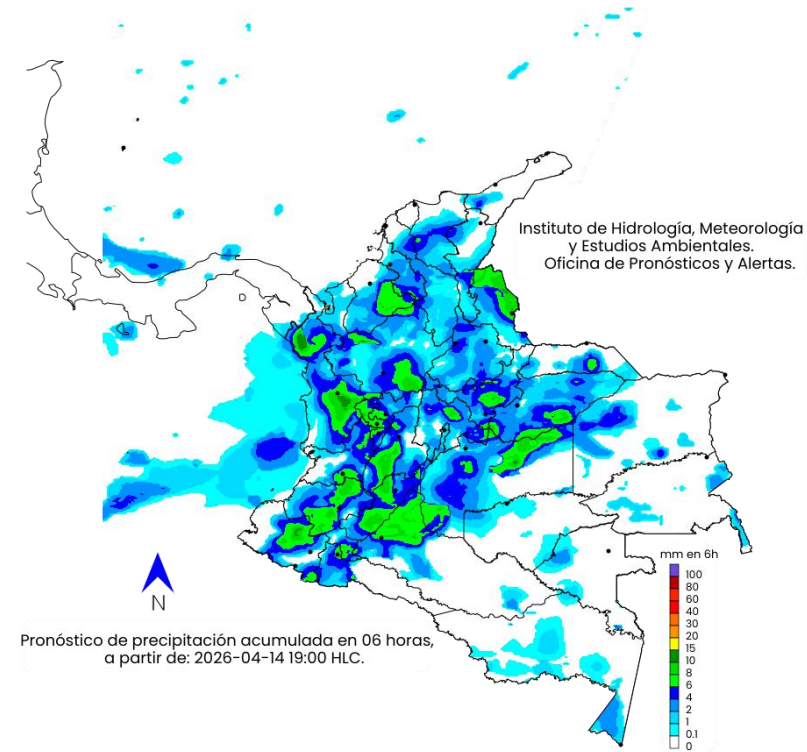 Instituto de Hidrología, Meteorología
y Estudios Ambientales.
Oficina de Pronósticos y Alertas.
mm en 6h
100
80
60
40
30
20
15
10
8
6
4
2
1
0.1
0
N
Pronóstico de precipitación acumulada en 06 horas,
a partir de: 2026-04-14 19:00 HLC.